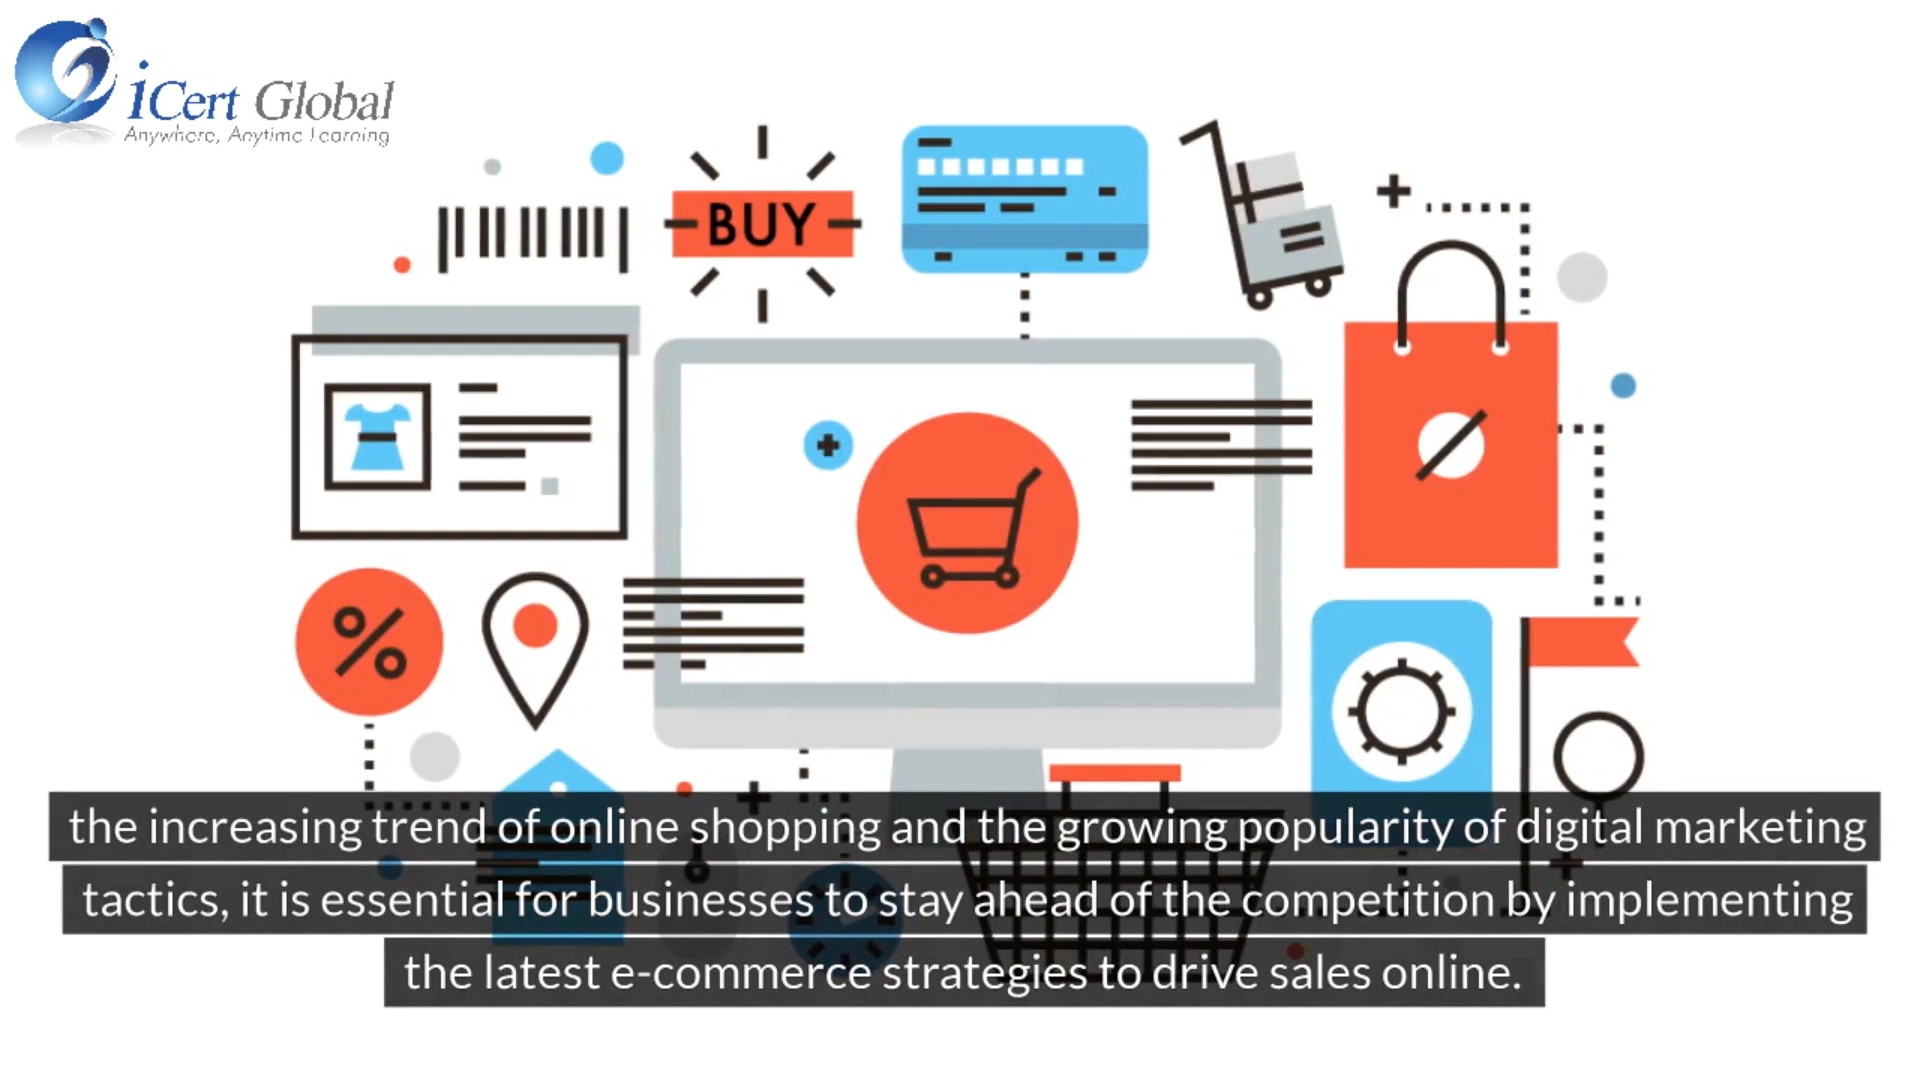 iCert Global
Anywhere, Anytime Learning
BUY
%
the increasing trend of online shopping and the growing popularity of digital marketing
tactics, it is essential for businesses to stay ahead of the competition by implementing
the latest e-commerce strategies to drive sales online.